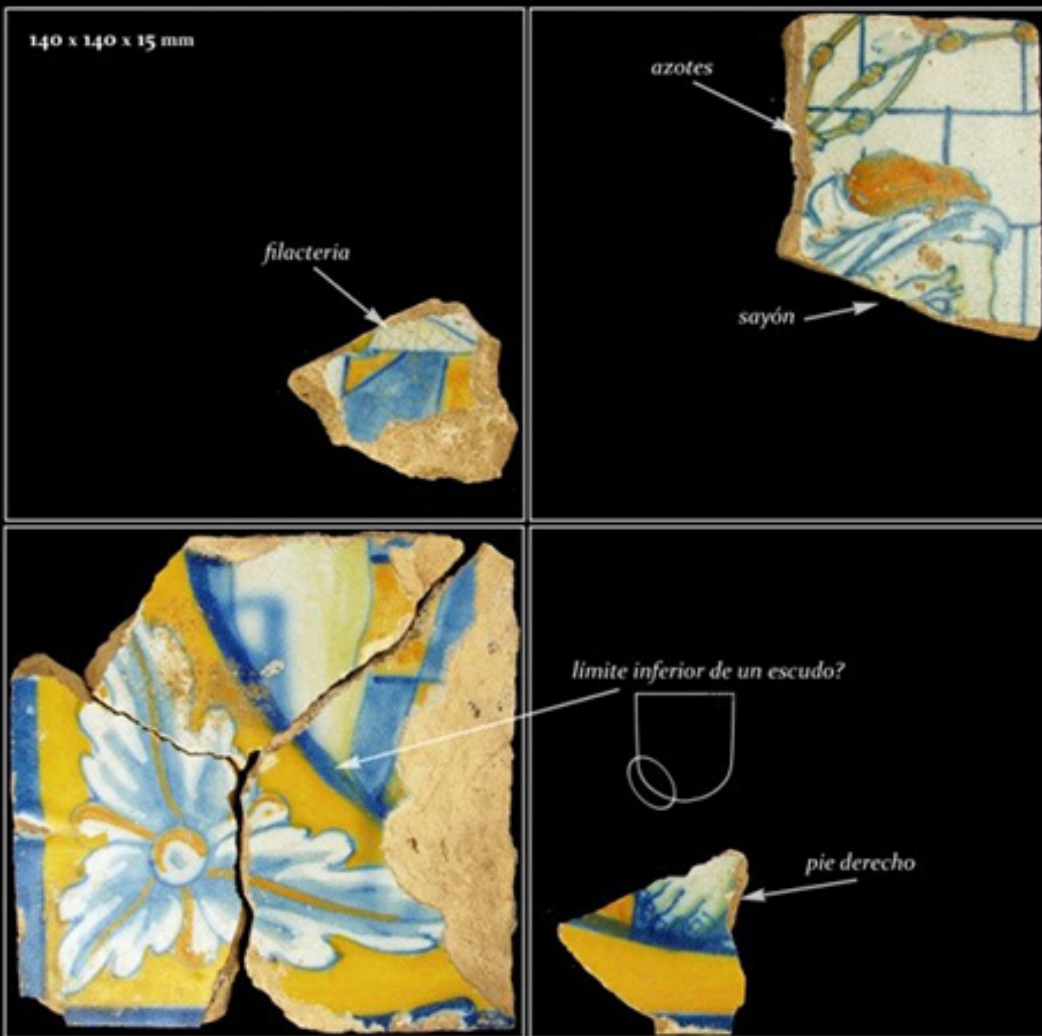 140 x 140 x 15 mm
azotes
filacteria
sayón
límite inferior de un escudo?
pie derecho